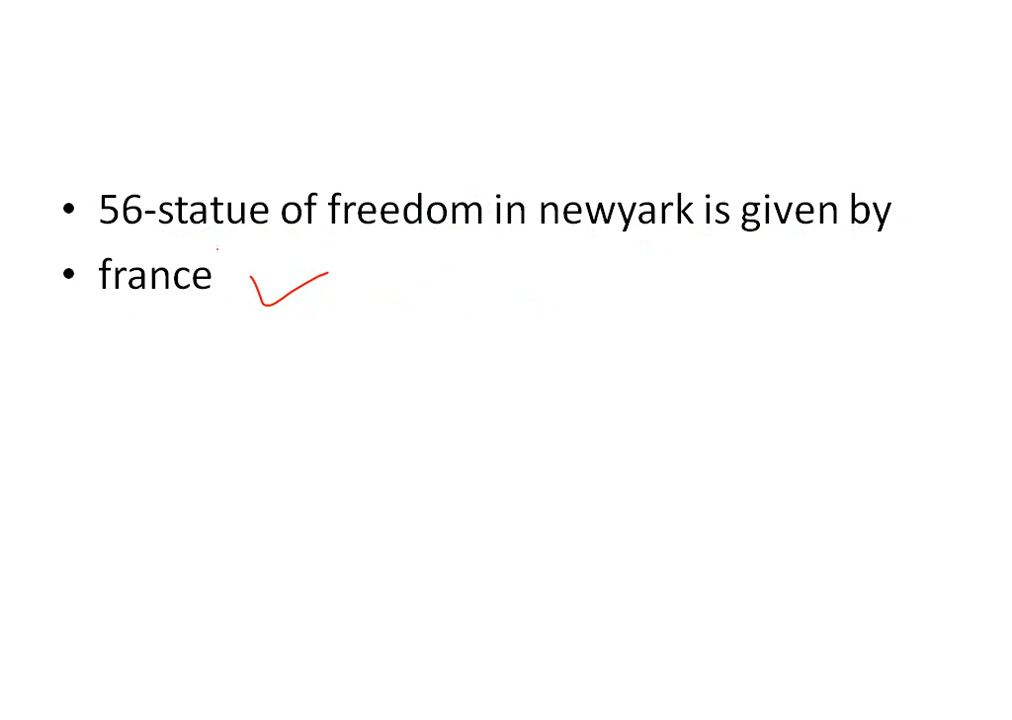 • 56-statue of freedom in newyark is given by
• france